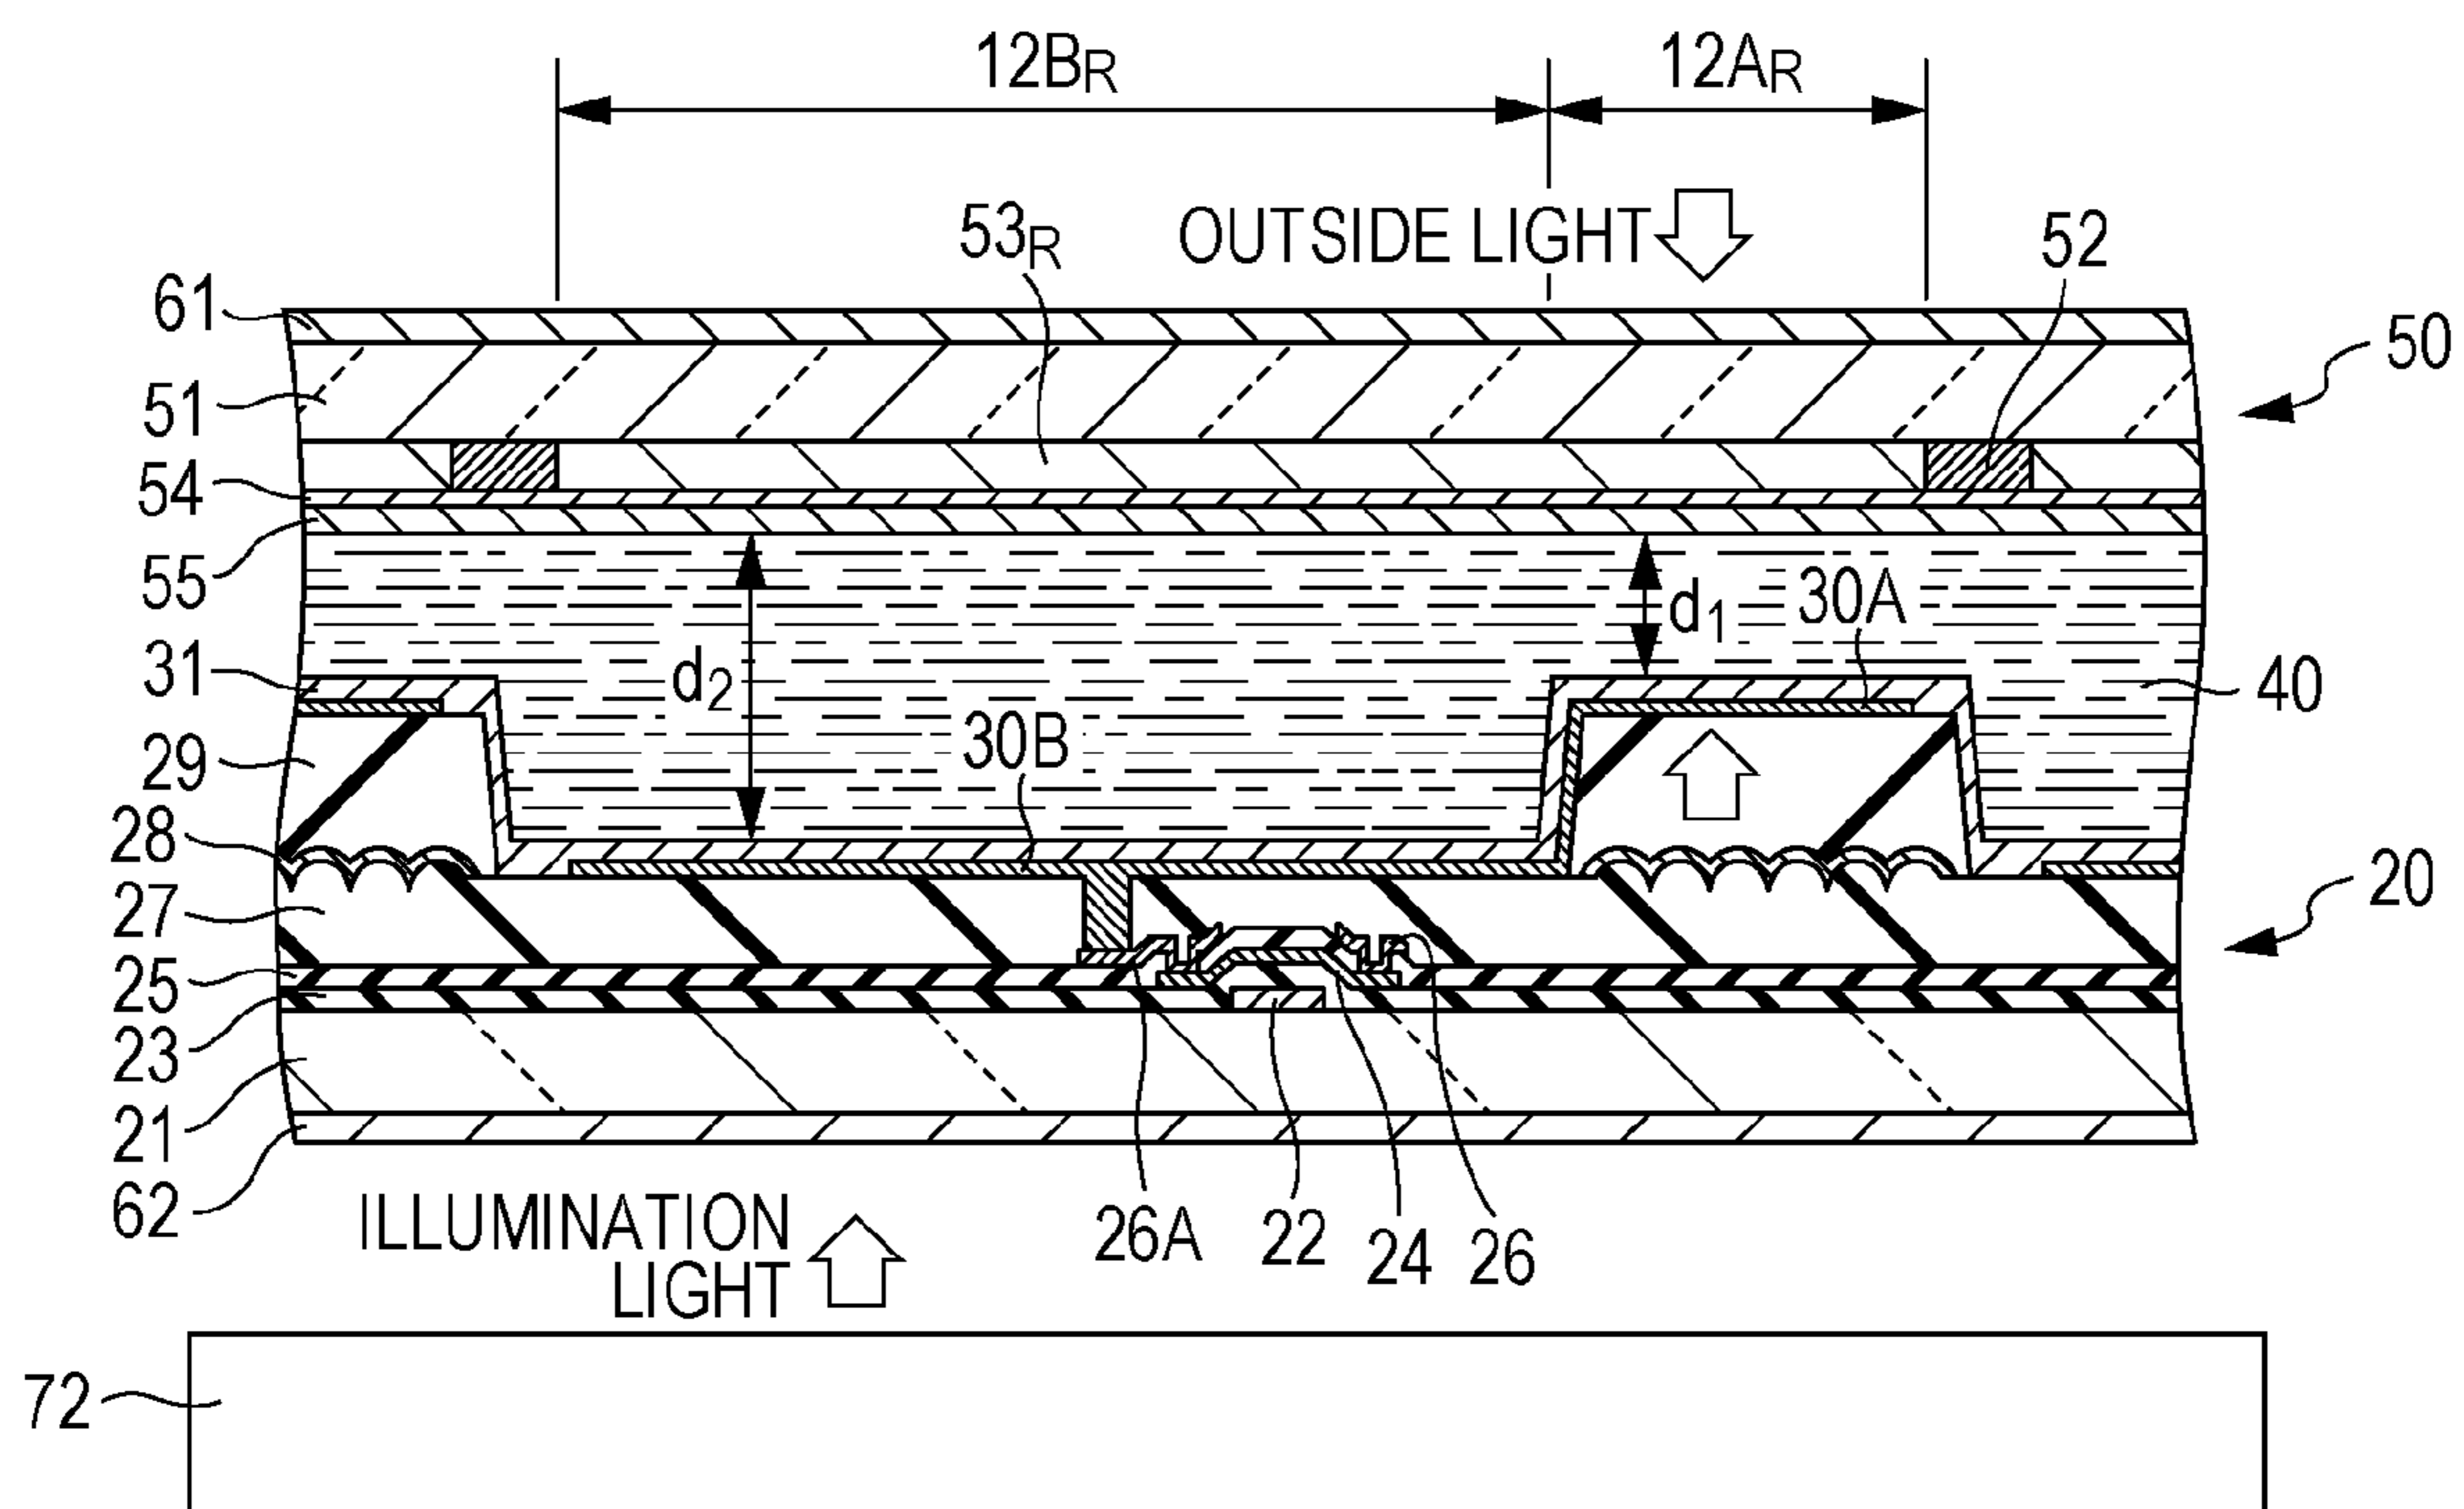 12BR
12AR
OUTSIDE LIGHT
53R
52
61
50
51
54
55
d1
30A
31
d2
40
29
30B
28
27
20
25
23
21
62
ILLUMINATION
LIGHT
26A
22
24
26
72